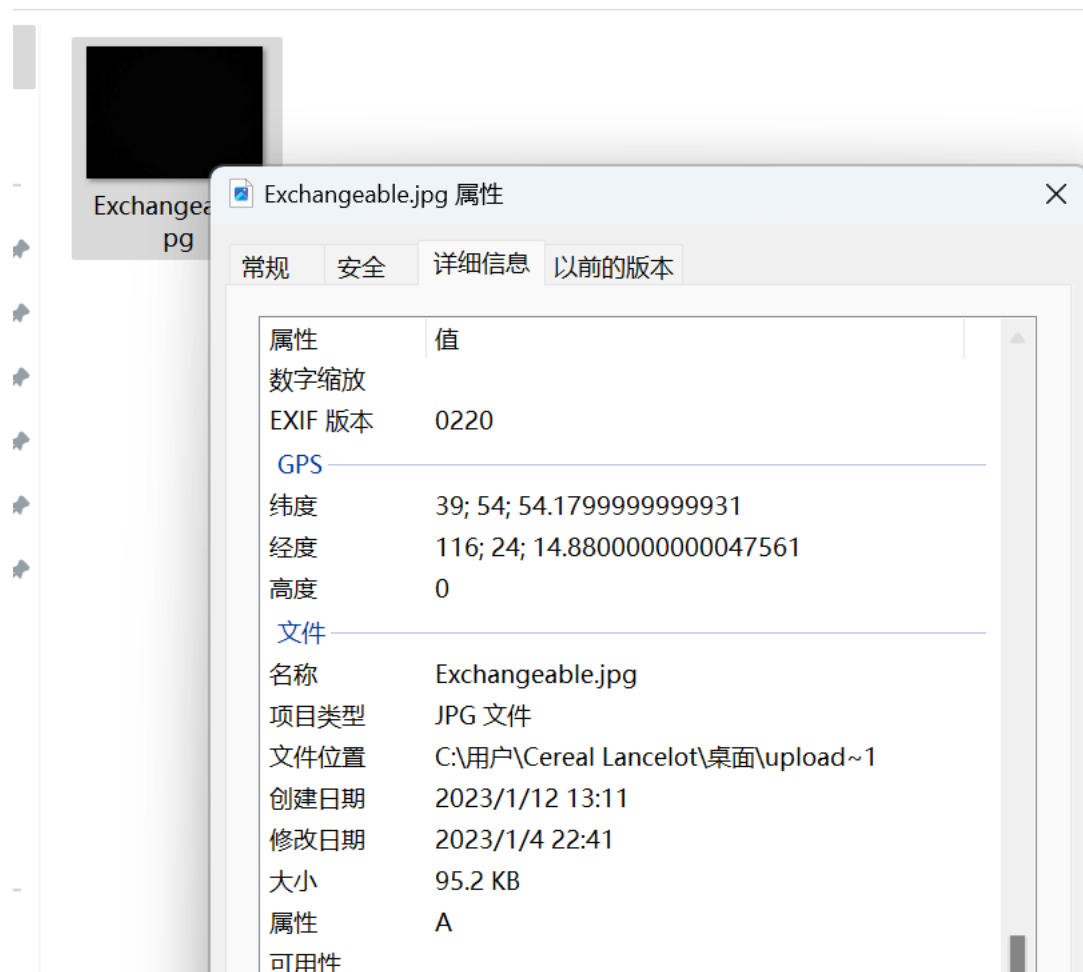 Exchangea
pg
Exchangeable.jpg 属性
常规 安全 详细信息 以前的版本
属性 值
数字缩放
EXIF 版本 0220
GPS
纬度 39; 54; 54.1799999999931
经度 116; 24; 14.8800000000047561
高度 0
文件
名称 Exchangeable.jpg
项目类型 JPG 文件
文件位置 C:\用户\Cereal Lancelot\桌面\upload~1
创建日期 2023/1/12 13:11
修改日期 2023/1/4 22:41
大小 95.2 KB
属性 A
可用性